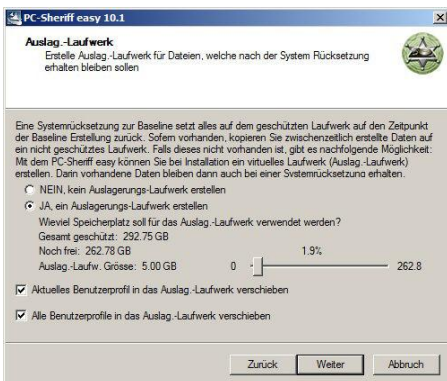 PC-Sheriff easy 10.1
Auslag.-Laufwerk
Erstelle Auslag.-Laufwerk für Dateien, welche nach der System Rücksetzung
erhalten bleiben sollen
Eine Systemrücksetzung zur Baseline setzt alles auf dem geschützten Laufwerk auf den Zeitpunkt
der Baseline Erstellung zurück. Sofern vorhanden, kopieren Sie zwischenzeitlich erstellte Daten auf
ein nicht geschütztes Laufwerk. Falls dieses nicht vorhanden ist, gibt es nachfolgende Möglichkeit:
Mit dem PC-Sheriff easy können Sie bei Installation ein virtuelles Laufwerk (Auslag.-Laufwerk)
erstellen. Darin vorhandene Daten bleiben dann auch bei einer Systemrücksetzung erhalten.
NEIN, kein Auslagerungs-Laufwerk erstellen
JA, ein Auslagerungs-Laufwerk erstellen
Wieviel Speicherplatz soll für das Auslag.-Laufwerk verwendet werden?
Gesamt geschützt: 292.75 GB
Noch frei: 262.78 GB 1.9%
Auslag.-Laufw. Grösse: 5.00 GB 0 262.8
Aktuelles Benutzerprofil in das Auslag.-Laufwerk verschieben
Alle Benutzerprofile in das Auslag.-Laufwerk verschieben
Zurück Weiter Abbruch